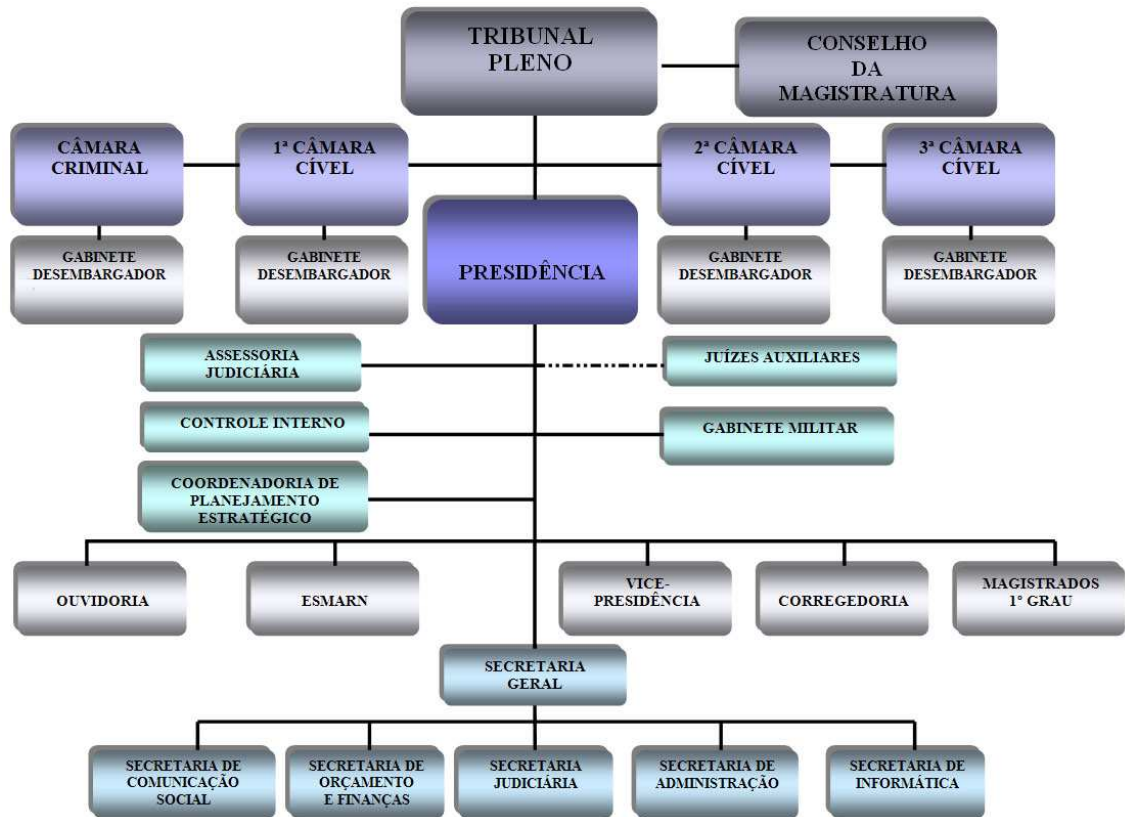 TRIBUNAL
PLENO
CONSELHO
DA
MAGISTRATURA
CÂMARA
CRIMINAL
1ª CÂMARA
CÍVEL
2ª CÂMARA
CÍVEL
3ª CÂMARA
CÍVEL
GABINETE
DESEMBARGADOR
GABINETE
DESEMBARGADOR
PRESIDÊNCIA
GABINETE
DESEMBARGADOR
GABINETE
DESEMBARGADOR
ASSESSORIA
JUDICIÁRIA
JUÍZES AUXILIARES
CONTROLE INTERNO
GABINETE MILITAR
COORDENADORIA DE
PLANEJAMENTO
ESTRATÉGICO
OUVIDORIA
ESMARN
VICE-
PRESIDÊNCIA
CORREGEDORIA
MAGISTRADOS
1º GRAU
SECRETARIA
GERAL
SECRETARIA DE
COMUNICAÇÃO
SOCIAL
SECRETARIA DE
ORÇAMENTO
E FINANÇAS
SECRETARIA
JUDICIÁRIA
SECRETARIA DE
ADMINISTRAÇÃO
SECRETARIA DE
INFORMÁTICA